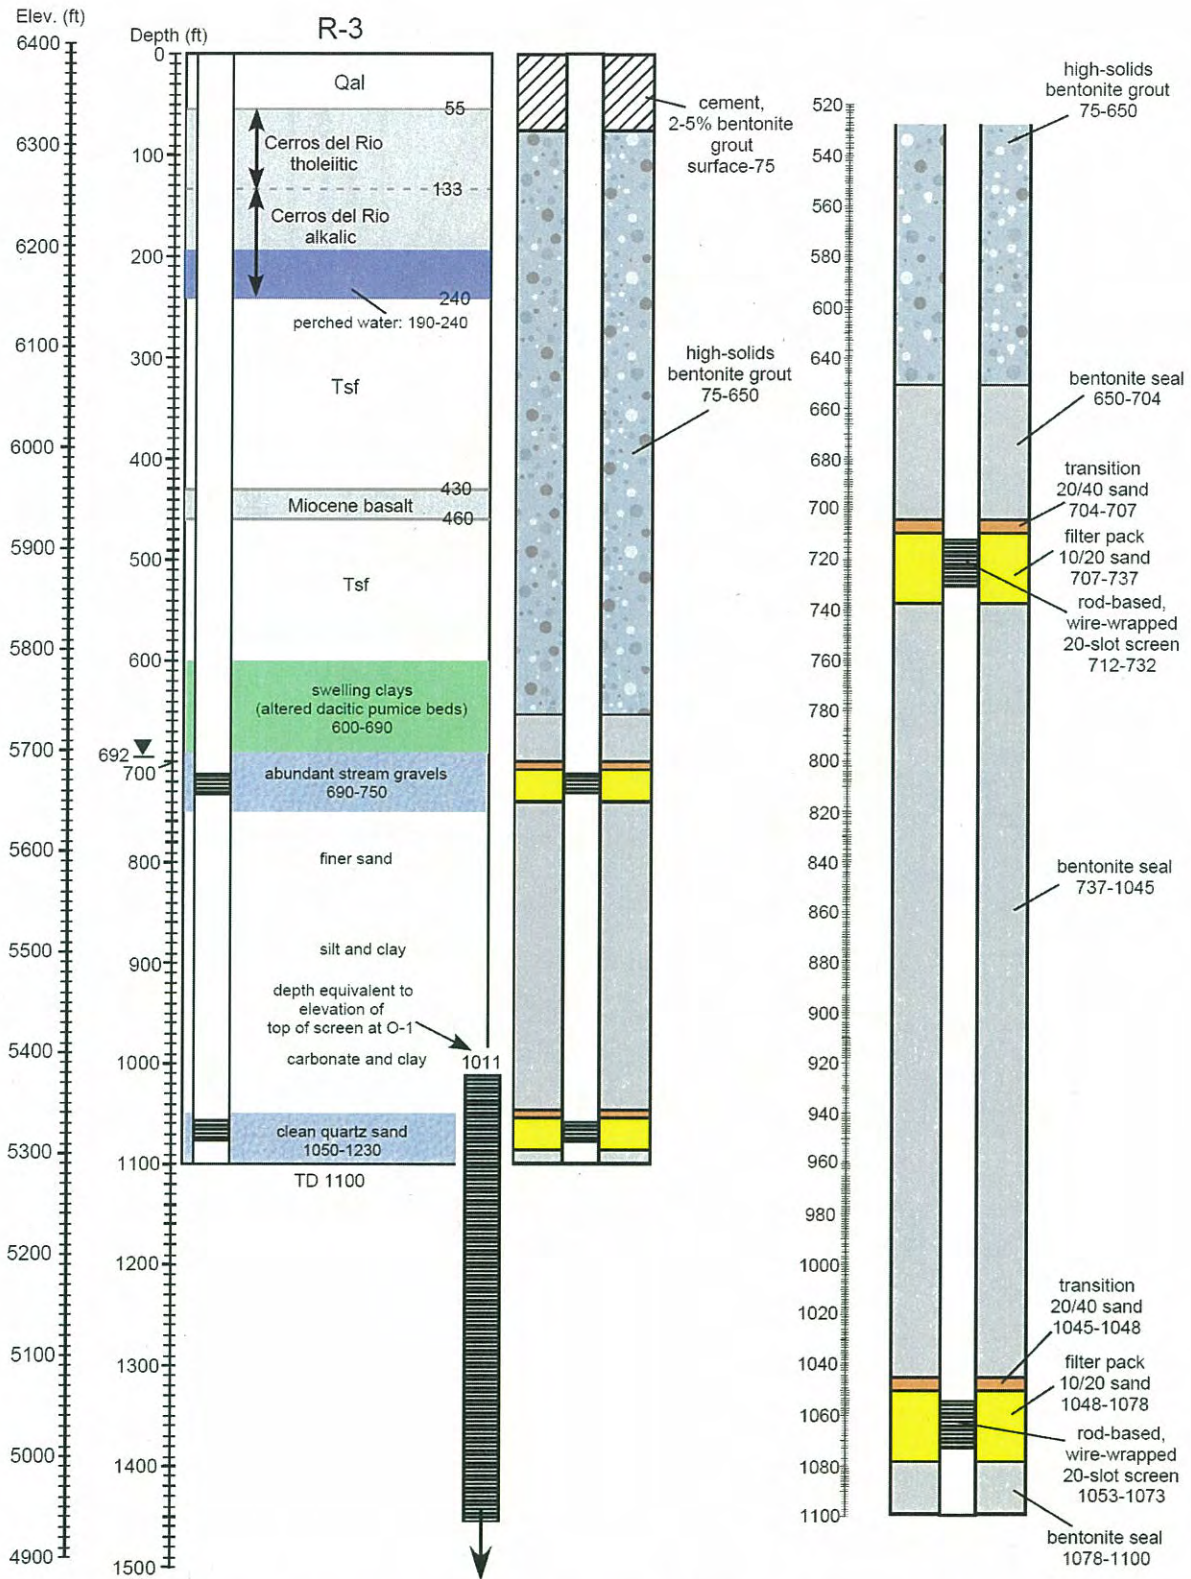 Elev. (ft)
6400
6300
6200
6100
6000
5900
5800
5700
5600
5500
5400
5300
5200
5100
5000
4900
Depth (ft)
0
100
200
300
400
500
600
692
700
800
900
1000
1100
1200
1300
1400
1500
R-3
Qal
55
Cerros del Rio
tholeiitic
133
Cerros del Rio
alkalic
240
perched water: 190-240
Tsf
430
Miocene basalt
460
Tsf
swelling clays
(altered dacitic pumice beds)
600-690
abundant stream gravels
690-750
finer sand
silt and clay
depth equivalent to
elevation of
top of screen at O-1
1011
carbonate and clay
clean quartz sand
1050-1230
TD 1100
cement,
2-5% bentonite
grout
surface-75
high-solids
bentonite grout
75-650
520
540
560
580
600
620
640
660
680
700
720
740
760
780
800
820
840
860
880
900
920
940
960
980
1000
1020
1040
1060
1080
1100
high-solids
bentonite grout
75-650
bentonite seal
650-704
transition
20/40 sand
704-707
filter pack
10/20 sand
707-737
rod-based,
wire-wrapped
20-slot screen
712-732
bentonite seal
737-1045
transition
20/40 sand
1045-1048
filter pack
10/20 sand
1048-1078
rod-based,
wire-wrapped
20-slot screen
1053-1073
bentonite seal
1078-1100